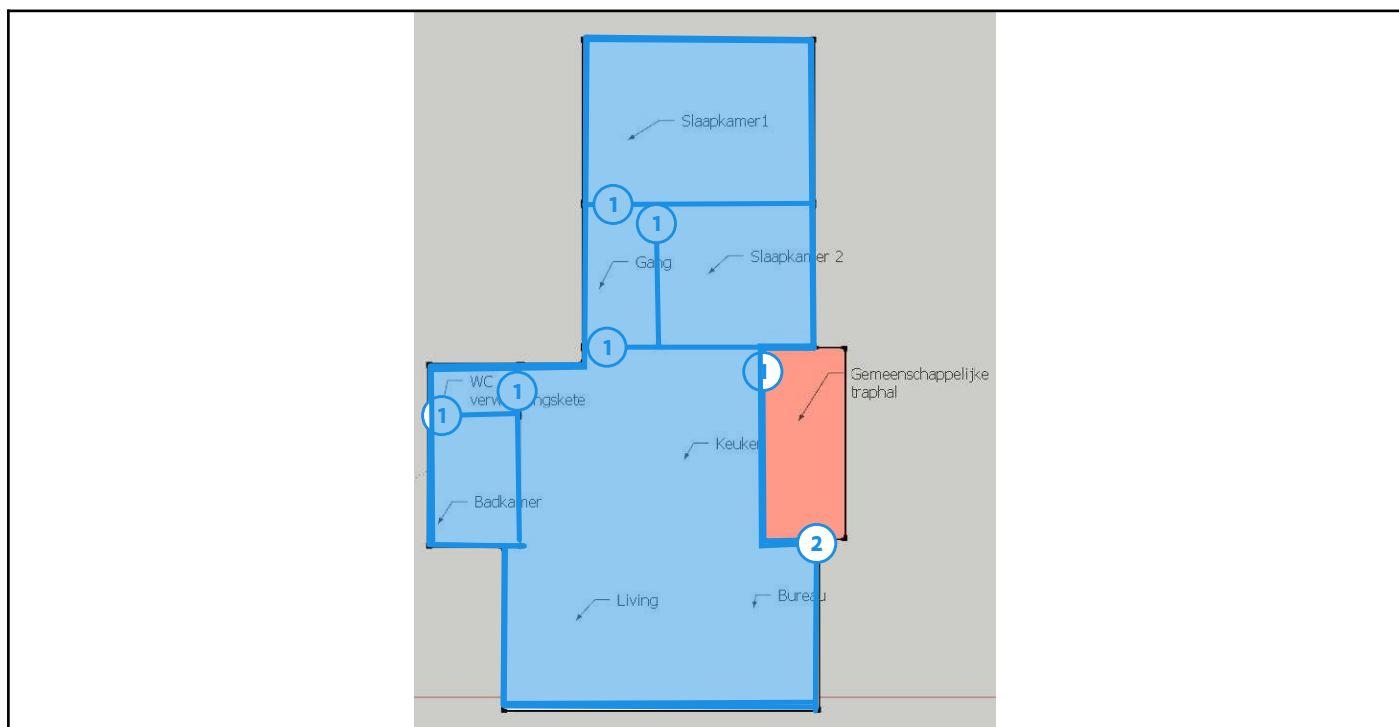 Slaapkamer1
1
1
Gang
Slaapkamer 2
1
1
Gemeenschappelijke
traphal
WC
1
1
Keuken
Badkamer
2
Living
Bureau